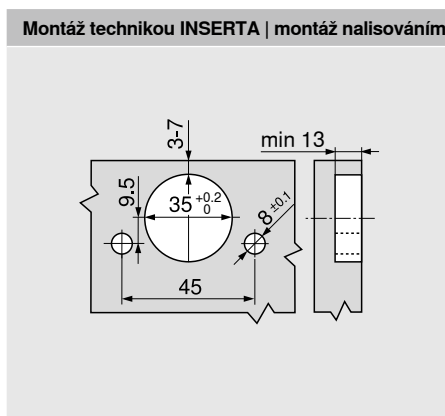 Montáž technikou INSERTA | montáž nalisováním
3-7
min 13
9.5
35 +0.2 0
8 ±0.1
45